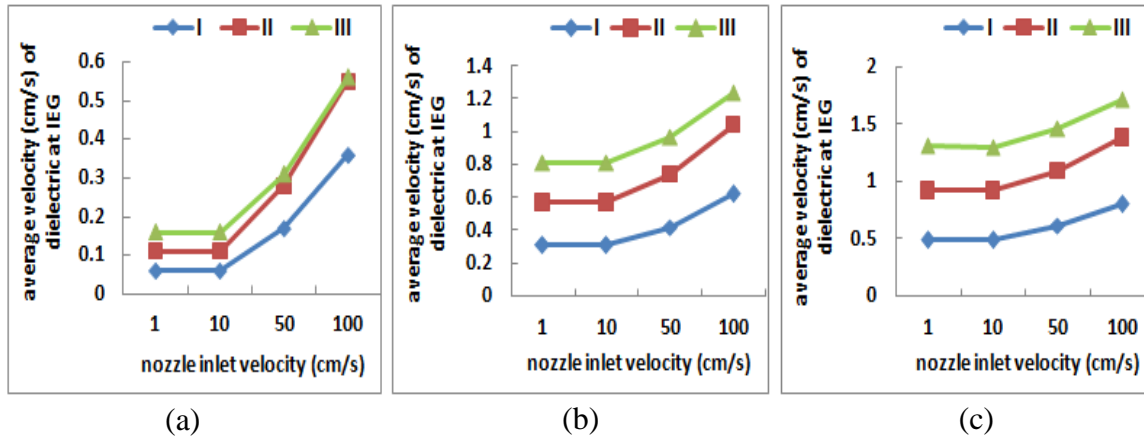 I II III
average velocity (cm/s) of
dielectric at IEG
0.6
0.5
0.4
0.3
0.2
0.1
0
1 10 50 100
nozzle inlet velocity (cm/s)
(a)
I II III
average velocity (cm/s) of
dielectric at IEG
1.4
1.2
1
0.8
0.6
0.4
0.2
0
1 10 50 100
nozzle inlet velocity (cm/s)
(b)
I II III
average velocity (cm/s) of
dielectric at IEG
2
1.5
1
0.5
0
1 10 50 100
nozzle inlet velocity (cm/s)
(c)